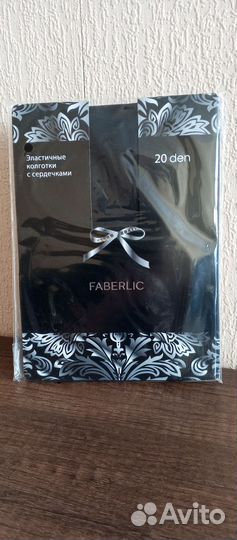 Эластичные
колготки
с сердечками
20 den
FABERLIC
Avito